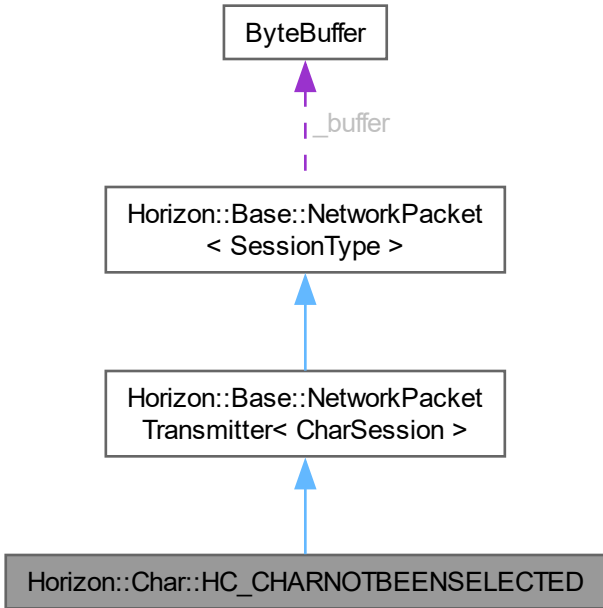 ByteBuffer
_buffer
Horizon::Base::NetworkPacket
< SessionType >
Horizon::Base::NetworkPacket
Transmitter< CharSession >
Horizon::Char::HC_CHARNOTBEENSELECTED